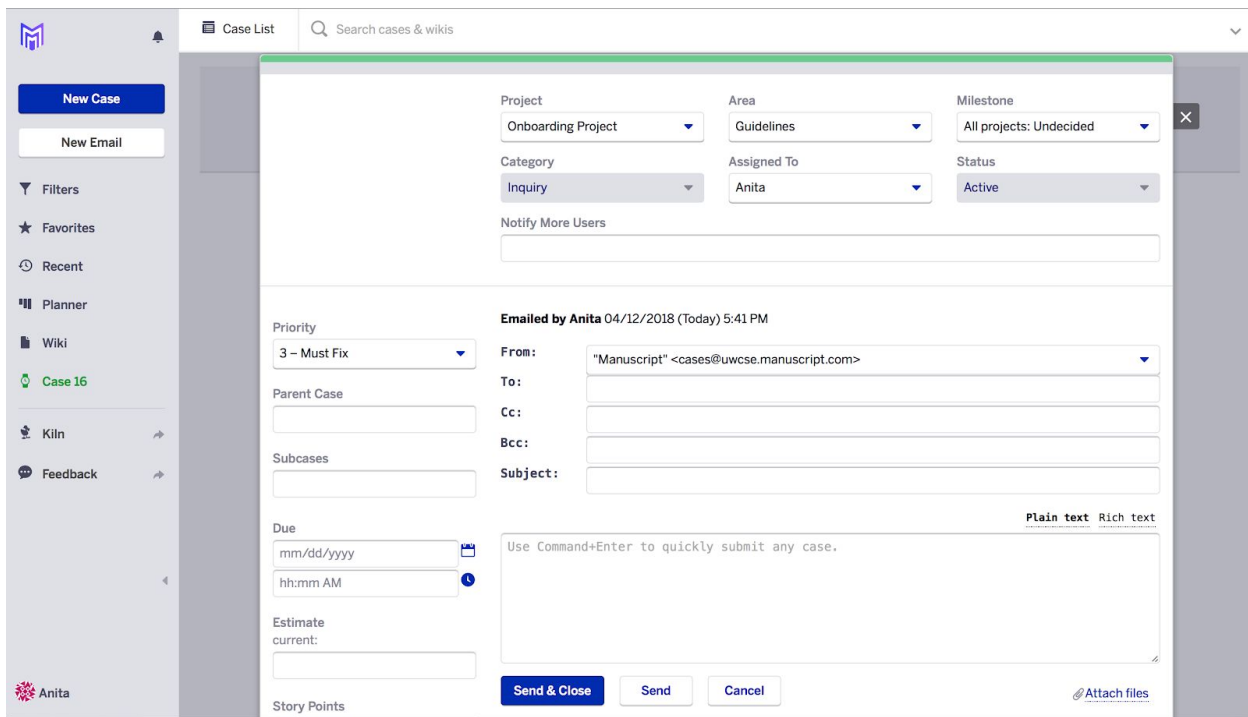 Case List
Search cases & wikis
New Case
New Email
Filters
Favorites
Recent
Planner
Wiki
Case 16
Kiln
Feedback
Anita
Project
Area
Milestone
Onboarding Project
Guidelines
All projects: Undecided
Category
Assigned To
Status
Inquiry
Anita
Active
Notify More Users
Priority
3 – Must Fix
Parent Case
Subcases
Due
mm/dd/yyyy
hh:mm AM
Estimate
current:
Story Points
Emailed by Anita 04/12/2018 (Today) 5:41 PM
From:
"Manuscript" <cases@uwcse.manuscript.com>
To:
Cc:
Bcc:
Subject:
Plain text Rich text
Use Command+Enter to quickly submit any case.
Send & Close
Send
Cancel
Attach files